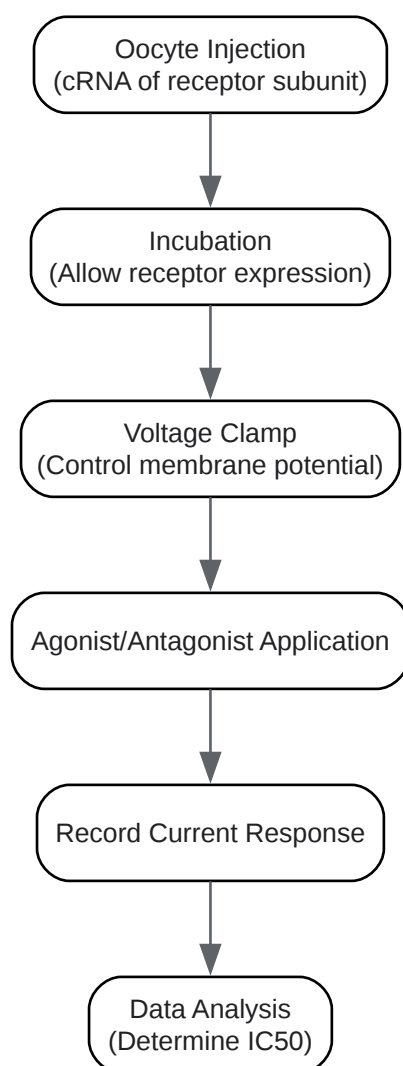 Oocyte Injection
(cRNA of receptor subunit)
Incubation
(Allow receptor expression)
Voltage Clamp
(Control membrane potential)
Agonist/Antagonist Application
Record Current Response
Data Analysis
(Determine IC50)